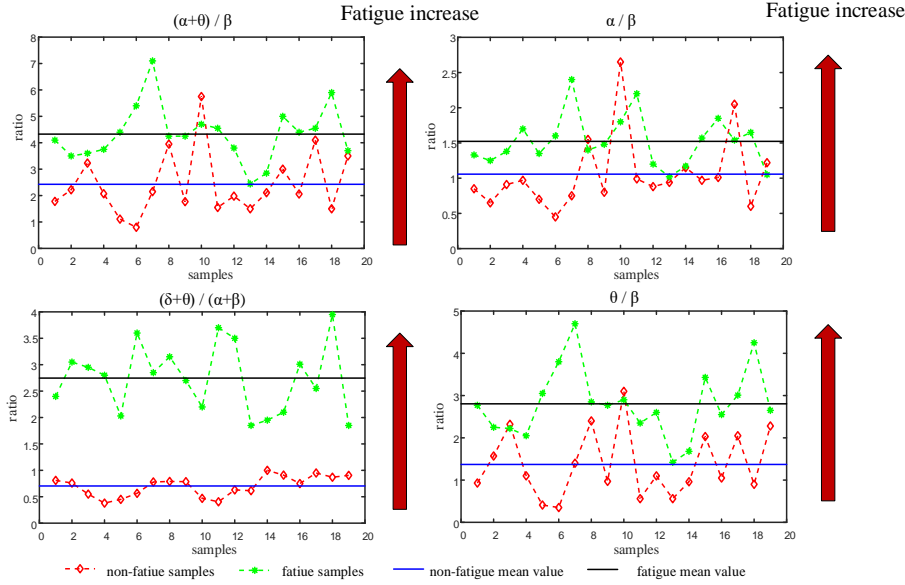 Fatigue increase
Fatigue increase
(α+θ) / β
α / β
8
7
6
5
4
3
2
1
0
ratio
0 2 4 6 8 10 12 14 16 18 20
samples
3
2.5
2
1.5
1
0.5
0
ratio
0 2 4 6 8 10 12 14 16 18 20
samples
(δ+θ) / (α+β)
θ / β
4
3.5
3
2.5
2
1.5
1
0.5
0
ratio
0 2 4 6 8 10 12 14 16 18 20
samples
5
4
3
2
1
0
ratio
0 2 4 6 8 10 12 14 16 18 20
samples
non-fatiue samples fatiue samples non-fatigue mean value fatigue mean value